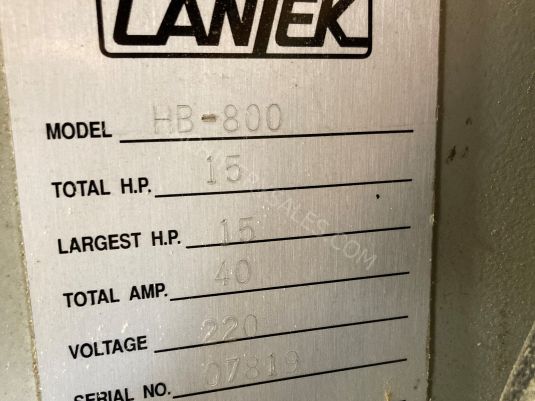 CANTEK
MODEL HB-800
TOTAL H.P. 15
LARGEST H.P. 15
TOTAL AMP. 40
VOLTAGE 220
SERIAL NO. 07819